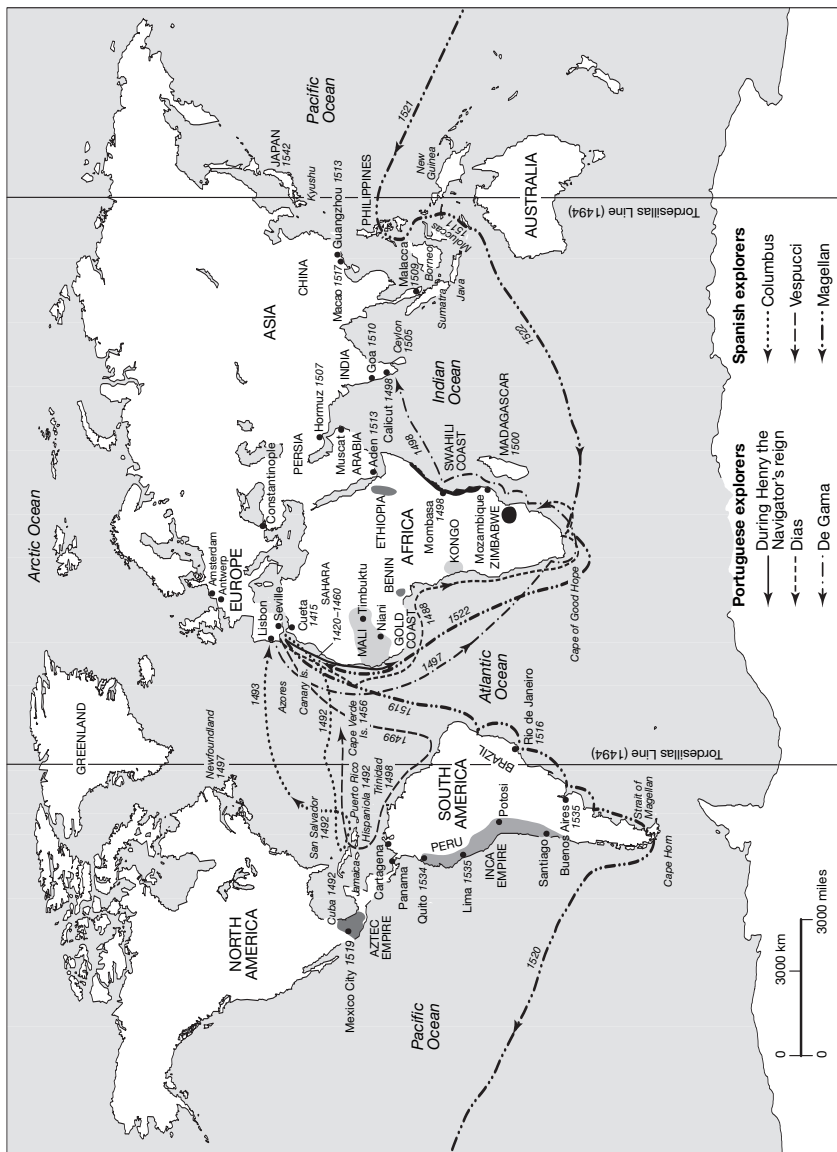 Arctic Ocean
GREENLAND
NORTH
AMERICA
Newfoundland
1497
San Salvador
1492
Cuba 1492
Jamaica
Puerto Rico
Hispaniola 1492
Trinidad
1498
Mexico City 1519
AZTEC
EMPIRE
Cartagena
Panama
Quito 1534
Lima 1535
PERU
INCA
EMPIRE
SOUTH
AMERICA
BRAZIL
Potosi
Santiago
Buenos Aires
1535
Rio de Janeiro
1516
Strait of
Magellan
Cape Horn
Pacific
Ocean
1520
Tordesillas Line (1494)
Atlantic
Ocean
1493
1492
1499
1519
1497
1522
1488
Azores
Canary Is.
Cape Verde
Is. 1456
EUROPE
Amsterdam
Antwerp
Lisbon
Seville
Cueta
1415
Constantinople
SAHARA
1420–1460
MALI
Timbuktu
Niani
GOLD
COAST
BENIN
AFRICA
ETHIOPIA
KONGO
Mombasa
1498
Mozambique
ZIMBABWE
SWAHILI
COAST
MADAGASCAR
1500
Cape of Good Hope
PERSIA
Hormuz 1507
Muscat
ARABIA
Aden 1513
ASIA
INDIA
Goa 1510
Calicut 1498
Ceylon
1505
1498
Indian
Ocean
CHINA
Macao 1517
Guangzhou 1513
JAPAN
1542
Kyushu
PHILIPPINES
Malacca
1509
Borneo
Sumatra
Java
Moluccas
1511
New
Guinea
AUSTRALIA
Pacific
Ocean
1521
1522
Tordesillas Line (1494)
0
3000 km
0
3000 miles
Portuguese explorers
During Henry the
Navigator’s reign
Dias
De Gama
Spanish explorers
Columbus
Vespucci
Magellan